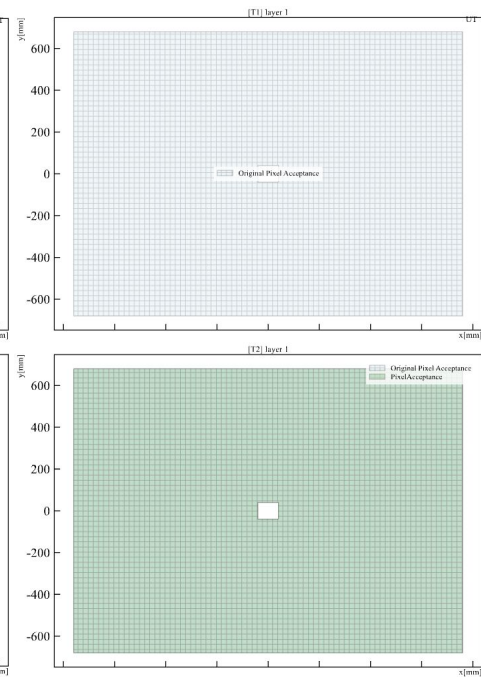 [T1] layer 1
UT
y[mm]
600
400
200
0
-200
-400
-600
Original Pixel Acceptance
m]
x[mm]
[T2] layer 1
y[mm]
600
400
200
0
-200
-400
-600
Original Pixel Acceptance
PixelAcceptance
m]
x[mm]